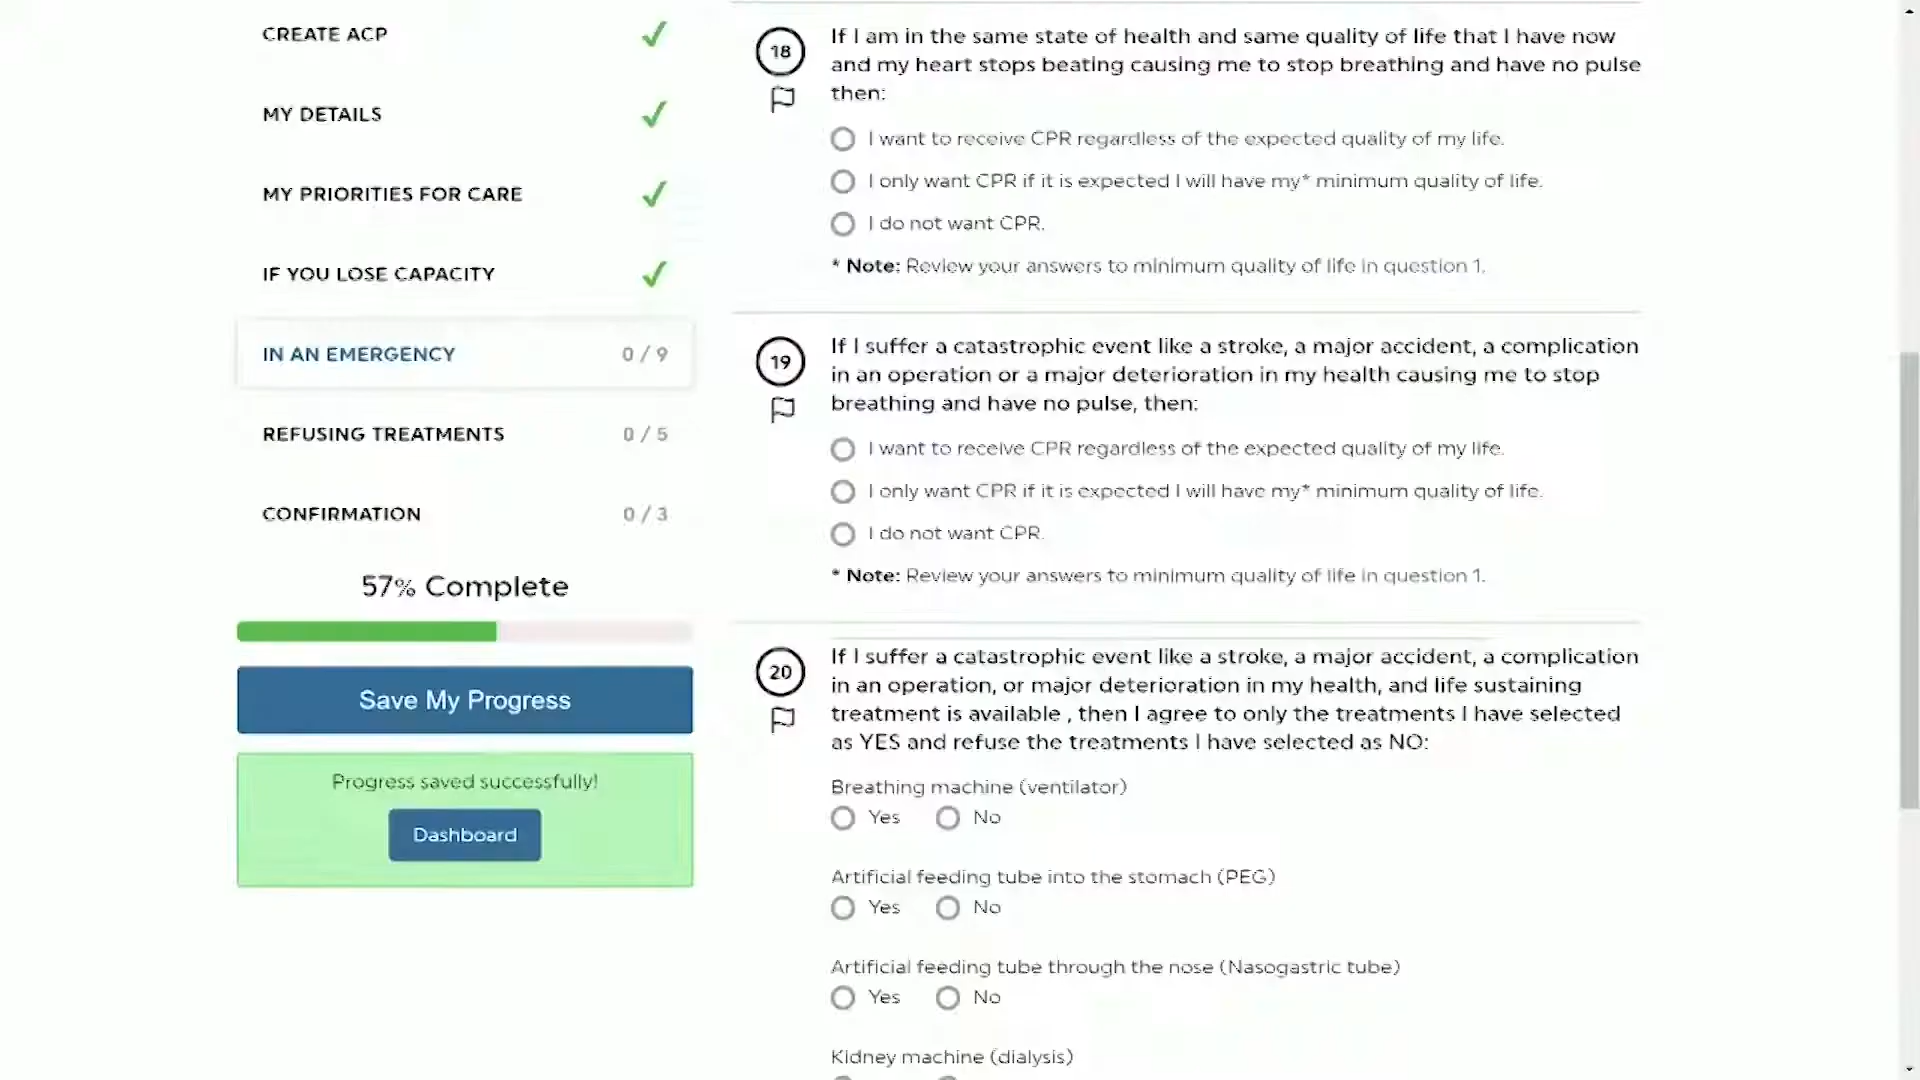 CREATE ACP
MY DETAILS
MY PRIORITIES FOR CARE
IF YOU LOSE CAPACITY
IN AN EMERGENCY 0 / 9
REFUSING TREATMENTS 0 / 5
CONFIRMATION 0 / 3
57% Complete
Save My Progress
Progress saved successfully!
Dashboard
18
If I am in the same state of health and same quality of life that I have now
and my heart stops beating causing me to stop breathing and have no pulse
then:
I want to receive CPR regardless of the expected quality of my life.
I only want CPR if it is expected I will have my* minimum quality of life.
I do not want CPR.
* Note: Review your answers to minimum quality of life in question 1.
19
If I suffer a catastrophic event like a stroke, a major accident, a complication
in an operation or a major deterioration in my health causing me to stop
breathing and have no pulse, then:
I want to receive CPR regardless of the expected quality of my life.
I only want CPR if it is expected I will have my* minimum quality of life.
I do not want CPR.
* Note: Review your answers to minimum quality of life in question 1.
20
If I suffer a catastrophic event like a stroke, a major accident, a complication
in an operation, or major deterioration in my health, and life sustaining
treatment is available , then I agree to only the treatments I have selected
as YES and refuse the treatments I have selected as NO:
Breathing machine (ventilator)
Yes No
Artificial feeding tube into the stomach (PEG)
Yes No
Artificial feeding tube through the nose (Nasogastric tube)
Yes No
Kidney machine (dialysis)